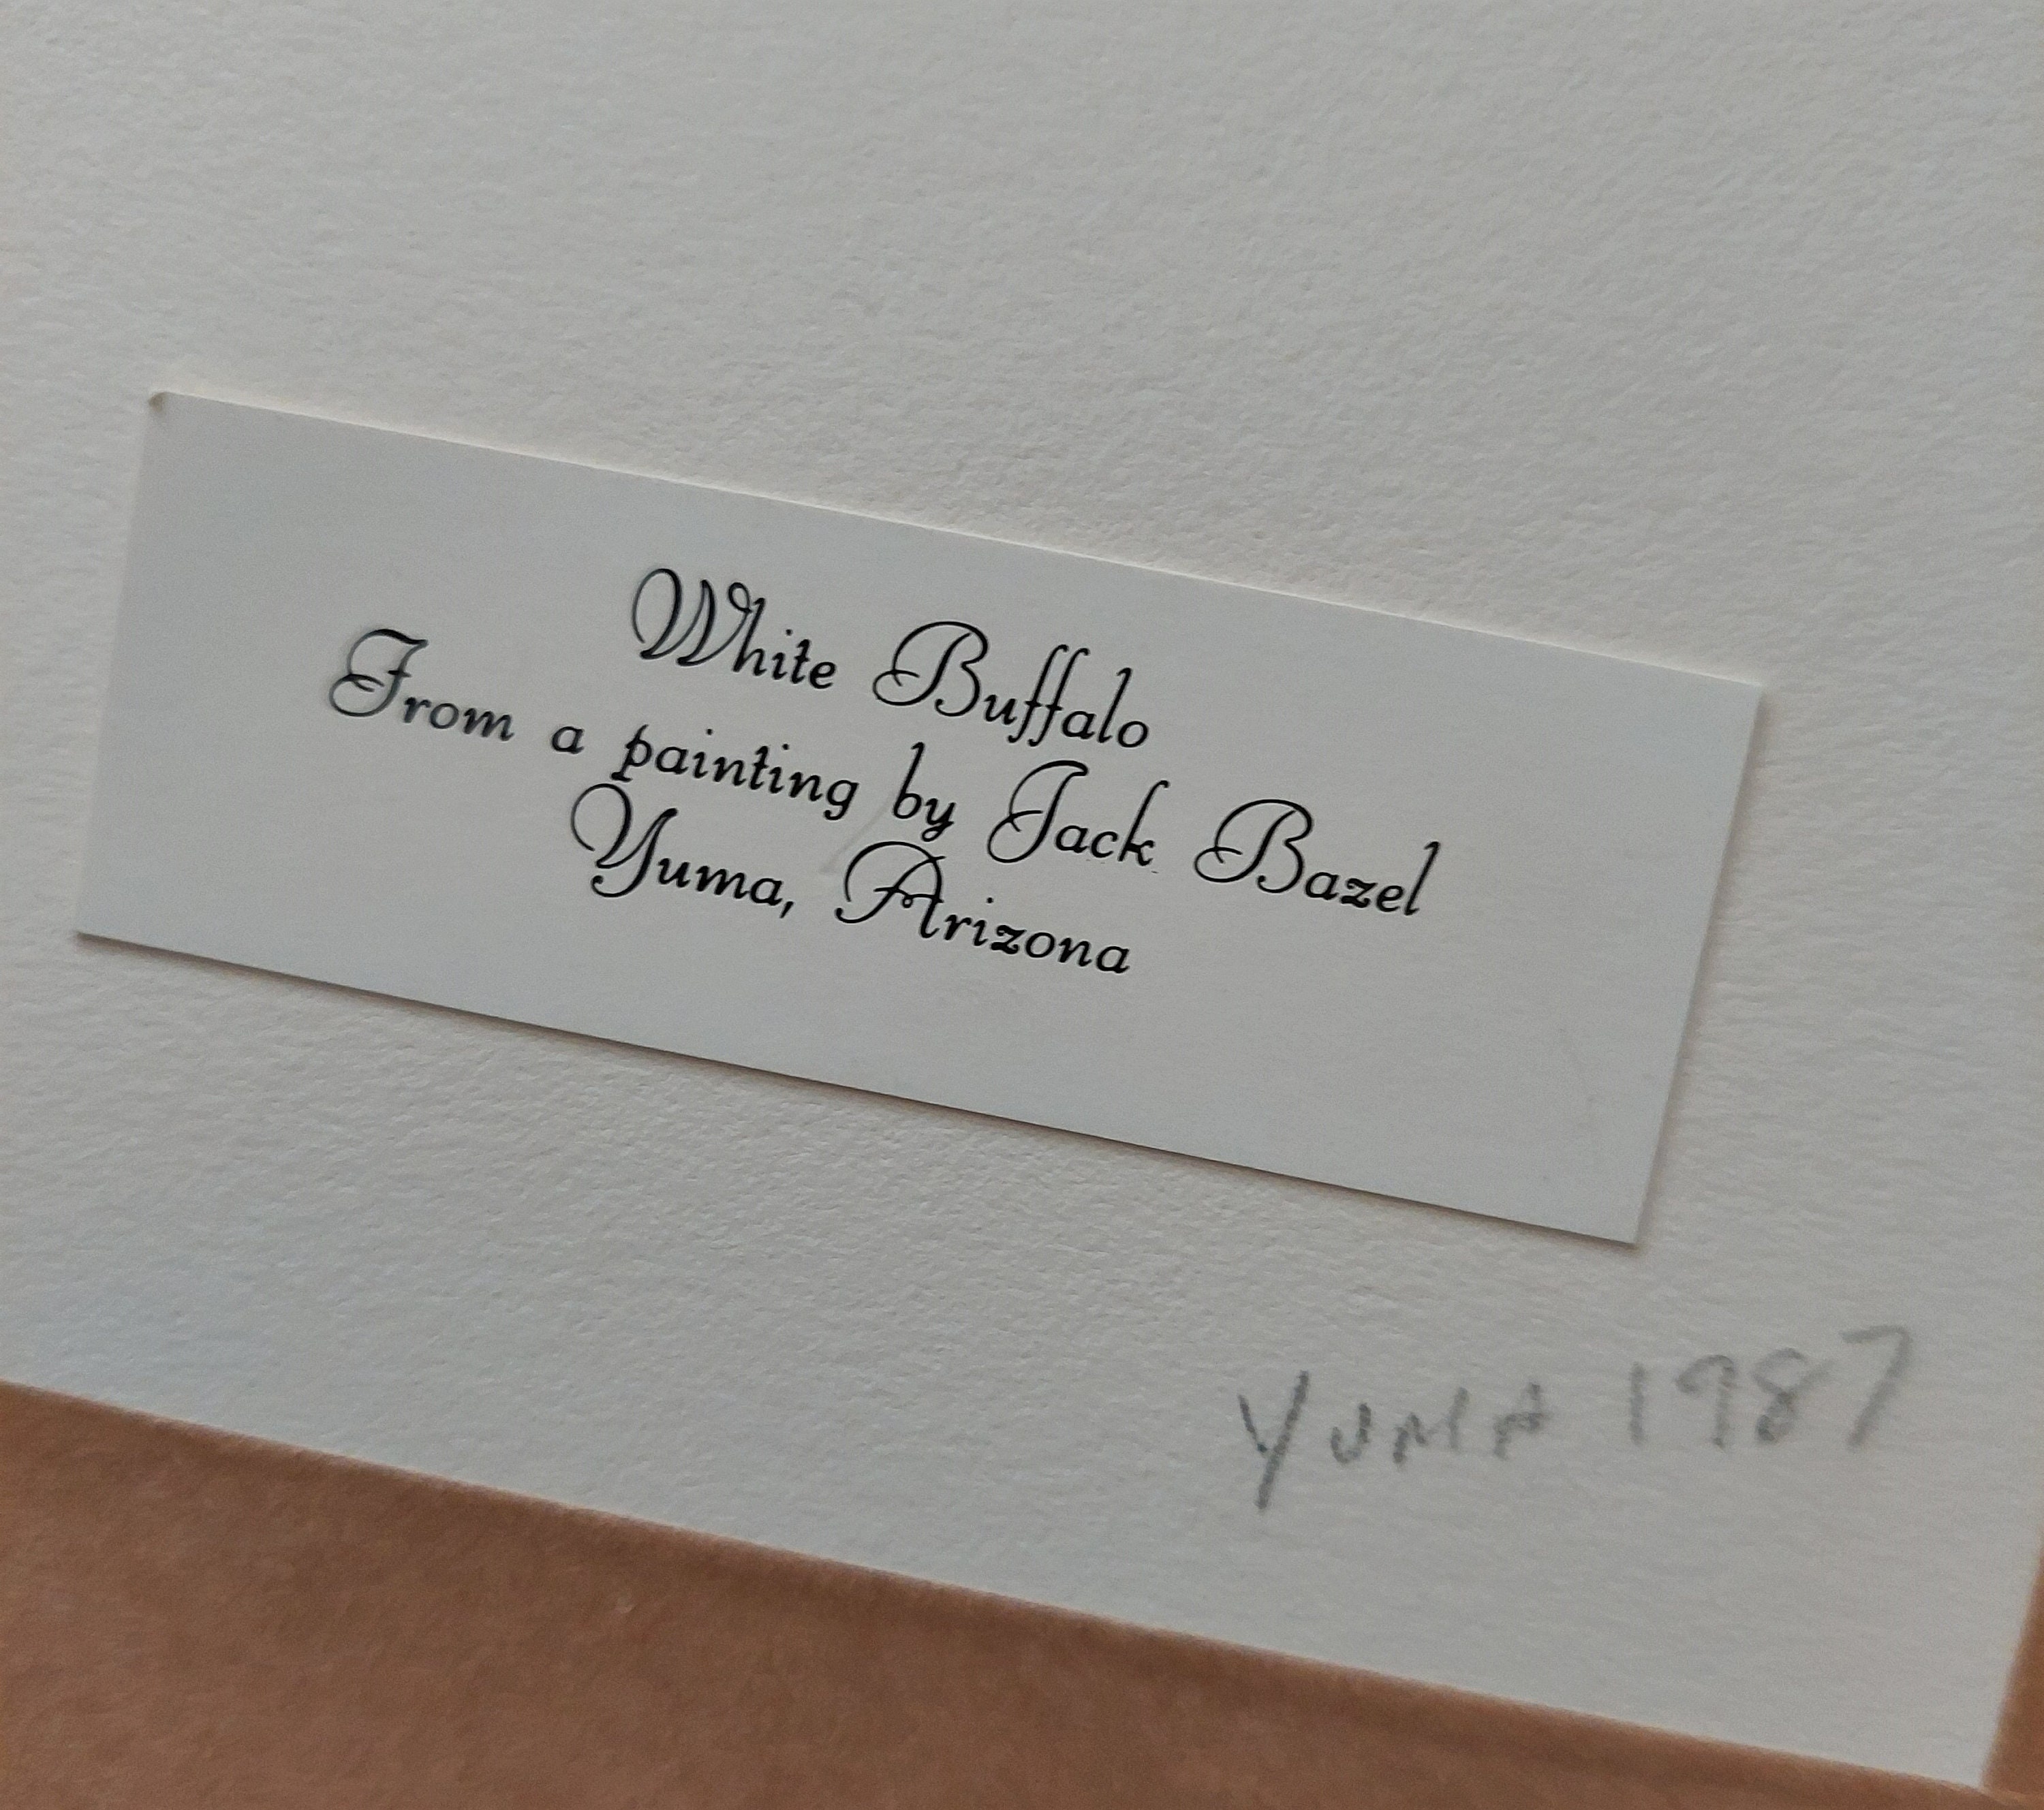 White Buffalo
From a painting by Jack Bazel
Yuma, Arizona
YUMA 1987